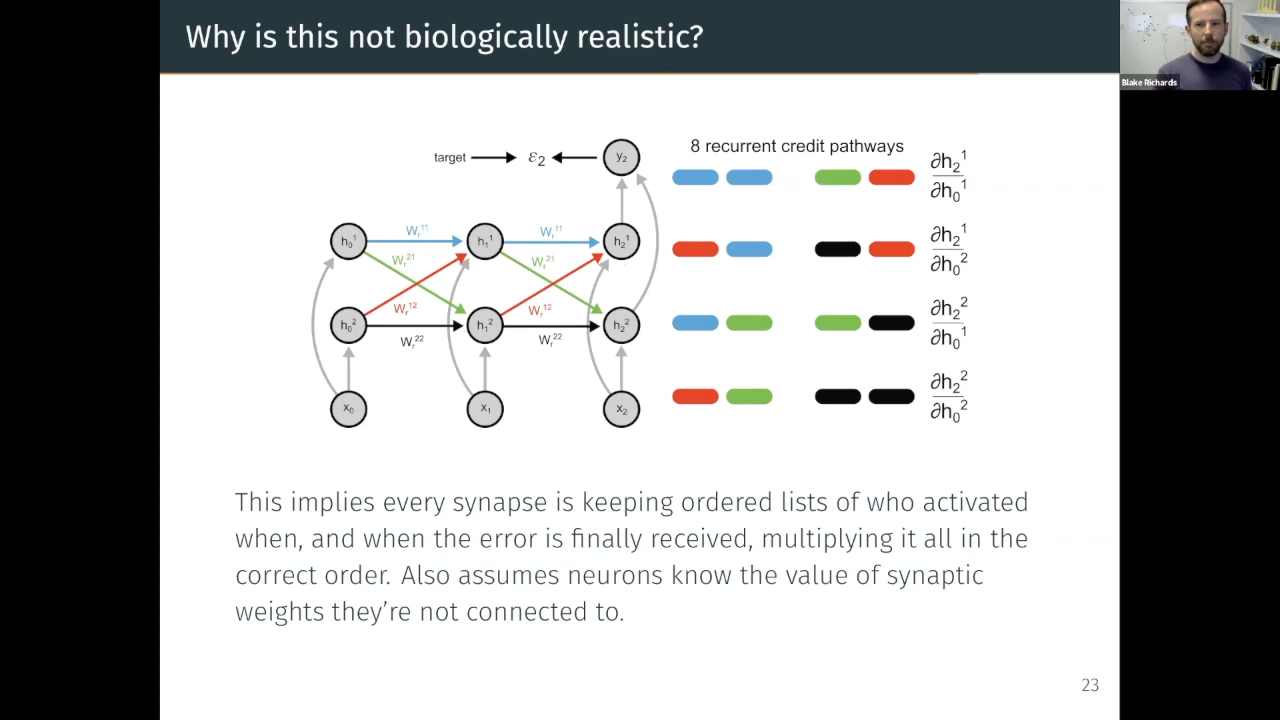 Why is this not biologically realistic?
Blake Richards
target
ε₂
y₂
8 recurrent credit pathways
∂h₂¹
∂h₀¹
h₀¹
Wᵣ¹¹
h₁¹
Wᵣ¹¹
h₂¹
∂h₂¹
∂h₀²
Wᵣ²¹
Wᵣ²¹
Wᵣ¹²
Wᵣ¹²
h₀²
Wᵣ²²
h₁²
Wᵣ²²
h₂²
∂h₂²
∂h₀¹
x₀
x₁
x₂
∂h₂²
∂h₀²
This implies every synapse is keeping ordered lists of who activated
when, and when the error is finally received, multiplying it all in the
correct order. Also assumes neurons know the value of synaptic
weights they’re not connected to.
23